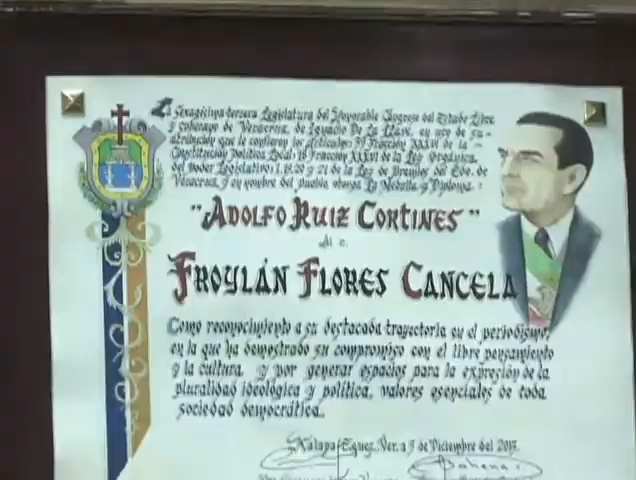 La Sexagésima tercera Legislatura del Honorable Congreso del Estado Libre
y soberano de Veracruz, de Ignacio De La Llave, en uso de su
atribución que le confieren los artículos: 33 Fracción XXXVI de la
Constitución Política Local; 18 Fracción XXXVI de la Ley Orgánica
del Poder Legislativo; 1, 18, 20 y 21 de la Ley de Premios del Edo. de
Veracruz, y en nombre del pueblo otorga La Medalla y Diploma:
"ADOLFO RUIZ CORTINES"
Al C.
FROYLÁN FLORES CANCELA
Como reconocimiento a su destacada trayectoria en el periodismo,
en la que ha demostrado su compromiso con el libre pensamiento
y la cultura y por generar espacios para la expresión de la
pluralidad ideológica y política, valores esenciales de toda
sociedad democrática.
Xalapa Eqüez, Ver. a 3 de Diciembre del 2013.